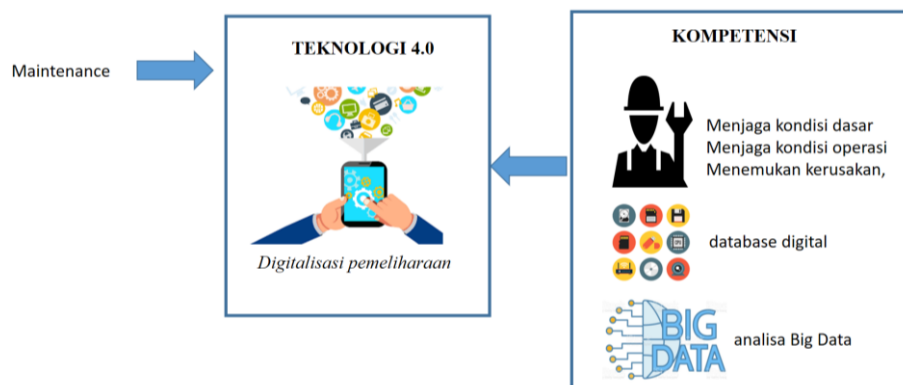 Maintenance
TEKNOLOGI 4.0
Digitalisasi pemeliharaan
KOMPETENSI
Menjaga kondisi dasar
Menjaga kondisi operasi
Menemukan kerusakan,
database digital
BIG
DATA
analisa Big Data